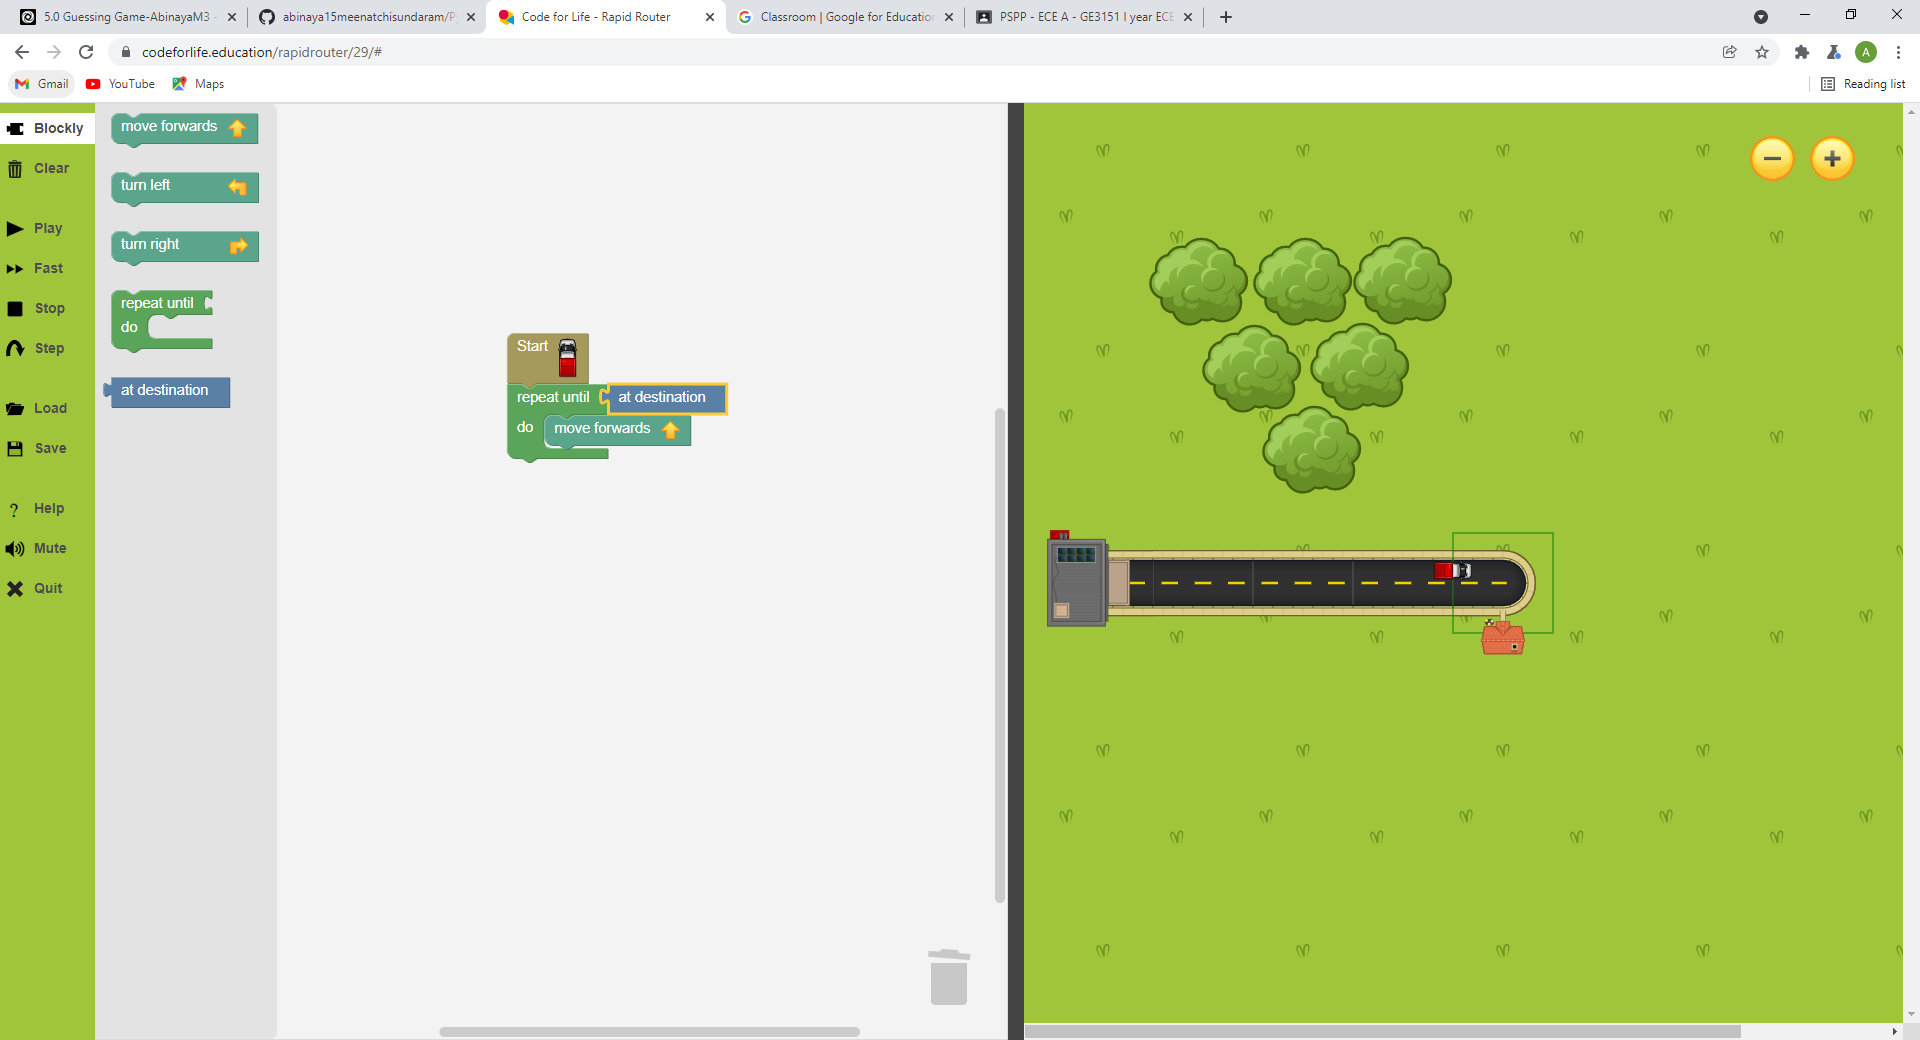 5.0 Guessing Game-AbinayaM3 -
abinaya15meenatchisundaram/P
Code for Life - Rapid Router
Classroom | Google for Education
PSPP - ECE A - GE3151 I year ECE
codeforlife.education/rapidrouter/29/#
A
Gmail
YouTube
Maps
Reading list
Blockly
Clear
Play
Fast
Stop
Step
Load
Save
Help
Mute
Quit
move forwards
turn left
turn right
repeat until
do
at destination
Start
repeat until
at destination
do
move forwards